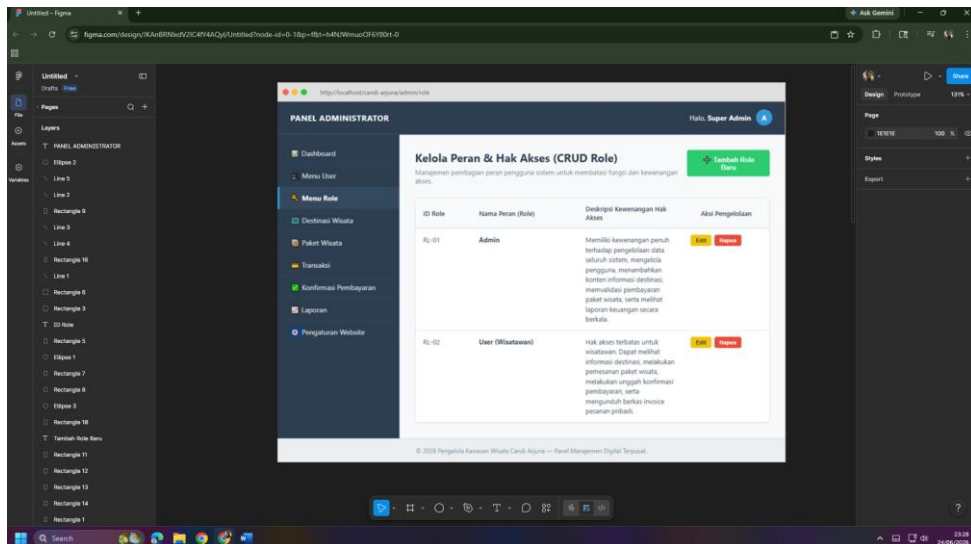 Untitled – Figma
Ask Gemini
figma.com/design/JKAnBRNbdV2IC4fY4AQyI/Untitled?node-id=0-1&p=f&t=h4NJWmuoOF6Y80rt-0
Untitled
Drafts Free
File
Assets
Variables
Pages
Layers
PANEL ADMINISTRATOR
Ellipse 2
Line 5
Line 2
Rectangle 9
Line 3
Line 4
Rectangle 16
Line 1
Rectangle 6
Rectangle 3
ID Role
Rectangle 5
Ellipse 1
Rectangle 7
Rectangle 8
Ellipse 3
Rectangle 18
Tambah Role Baru
Rectangle 11
Rectangle 12
Rectangle 13
Rectangle 14
Rectangle 1
http://localhost/candi-arjuna/admin/role
PANEL ADMINISTRATOR
Halo, Super Admin A
Dashboard
Menu User
Menu Role
Destinasi Wisata
Paket Wisata
Transaksi
Konfirmasi Pembayaran
Laporan
Pengaturan Website
Kelola Peran & Hak Akses (CRUD Role)
Manajemen pembagian peran pengguna sistem untuk membatasi fungsi dan kewenangan
akses.
Tambah Role
Baru
ID Role
Nama Peran (Role)
Deskripsi Kewenangan Hak
Akses
Aksi Pengelolaan
RL-01
Admin
Memiliki kewenangan penuh
terhadap pengelolaan data
seluruh sistem, mengelola
pengguna, menambahkan
konten informasi destinasi,
memvalidasi pembayaran
paket wisata, serta melihat
laporan keuangan secara
berkala.
Edit Hapus
RL-02
User (Wisatawan)
Hak akses terbatas untuk
wisatawan. Dapat melihat
informasi destinasi, melakukan
pemesanan paket wisata,
melakukan unggah konfirmasi
pembayaran, serta
mengunduh berkas invoice
pesanan pribadi.
Edit Hapus
© 2026 Pengelola Kawasan Wisata Candi Arjuna — Panel Manajemen Digital Terpusat.
Share
Design Prototype 131%
Page
1E1E1E 100 %
Styles
Export
Search
23:28
24/06/2026